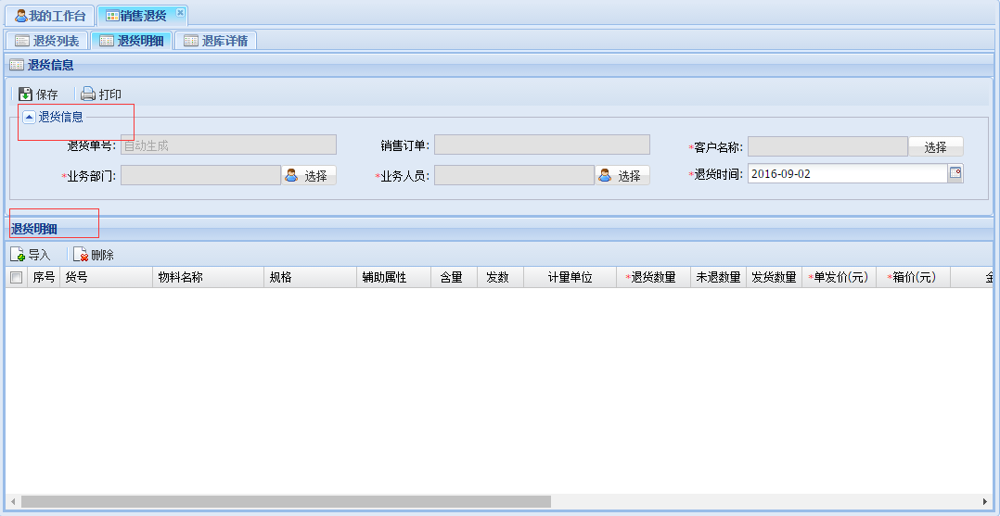 我的工作台 销售退货
退货列表 退货明细 退库详情
退货信息
保存 打印
退货信息
退货单号: 自动生成 销售订单: *客户名称: 选择
*业务部门: 选择 *业务人员: 选择 *退货时间: 2016-09-02
退货明细
导入 删除
序号 货号 物料名称 规格 辅助属性 含量 发数 计量单位 *退货数量 未退数量 发货数量 *单发价(元) *箱价(元)